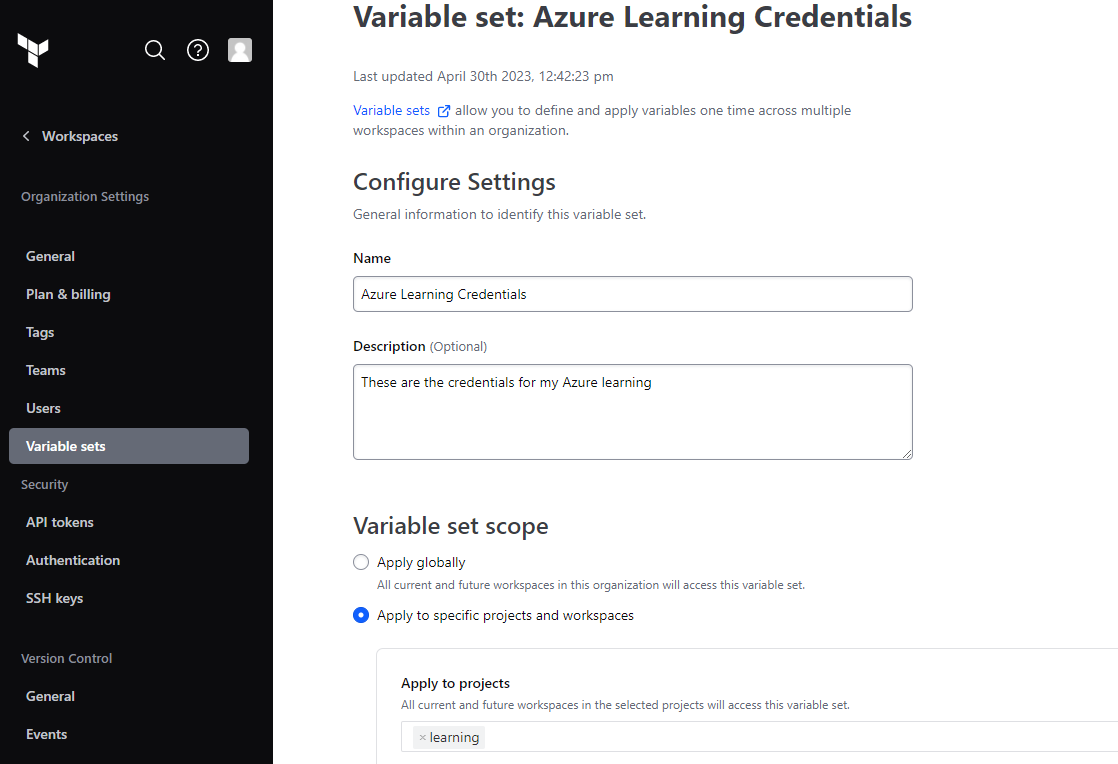 Workspaces
Organization Settings
General
Plan & billing
Tags
Teams
Users
Variable sets
Security
API tokens
Authentication
SSH keys
Version Control
General
Events
Variable set: Azure Learning Credentials
Last updated April 30th 2023, 12:42:23 pm
Variable sets allow you to define and apply variables one time across multiple
workspaces within an organization.
Configure Settings
General information to identify this variable set.
Name
Azure Learning Credentials
Description (Optional)
These are the credentials for my Azure learning
Variable set scope
Apply globally
All current and future workspaces in this organization will access this variable set.
Apply to specific projects and workspaces
Apply to projects
All current and future workspaces in the selected projects will access this variable set.
× learning